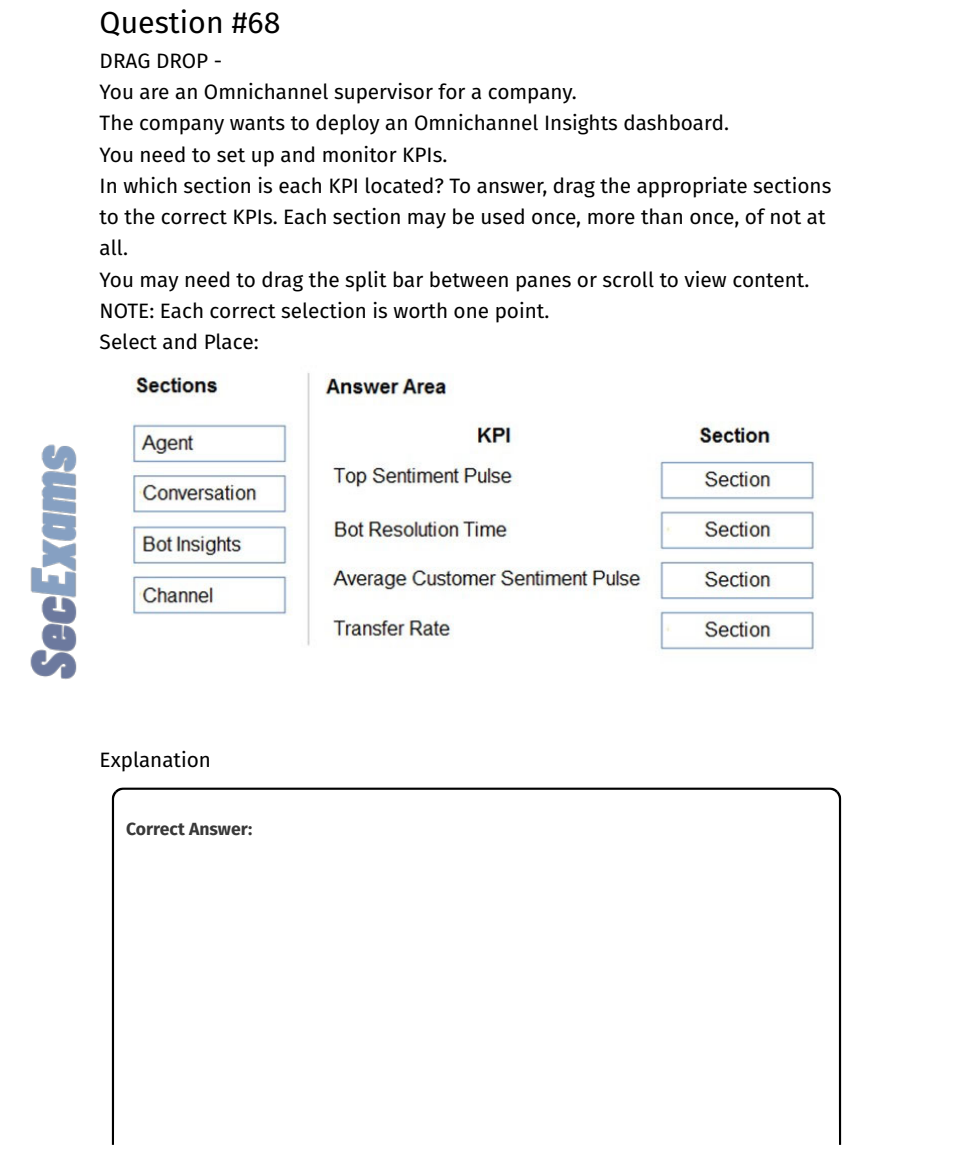 Question #68
DRAG DROP -
You are an Omnichannel supervisor for a company.
The company wants to deploy an Omnichannel Insights dashboard.
You need to set up and monitor KPIs.
In which section is each KPI located? To answer, drag the appropriate sections
to the correct KPIs. Each section may be used once, more than once, of not at
all.
You may need to drag the split bar between panes or scroll to view content.
NOTE: Each correct selection is worth one point.
Select and Place:
Sections
Agent
Conversation
Bot Insights
Channel
Answer Area
KPI Section
Top Sentiment Pulse Section
Bot Resolution Time Section
Average Customer Sentiment Pulse Section
Transfer Rate Section
SecExams
Explanation
Correct Answer: